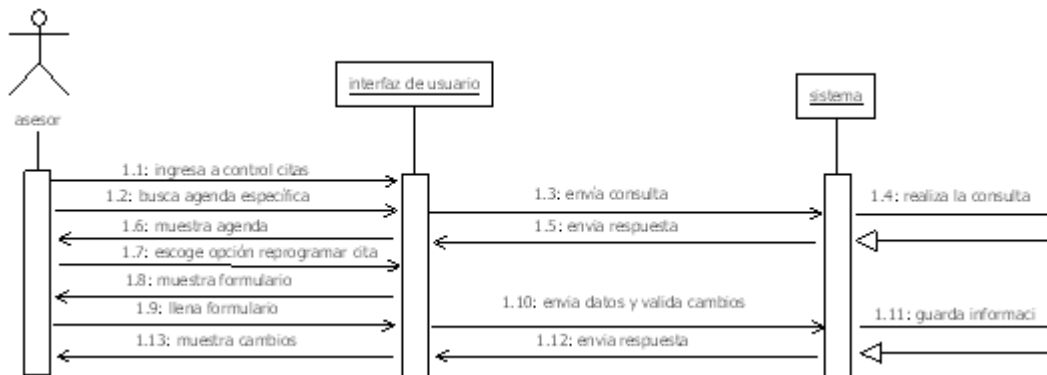 interfaz de usuario
sistema
asesor
1.1: ingresa a control citas
1.2: busca agenda específica
1.3: envía consulta
1.4: realiza la consulta
1.6: muestra agenda
1.5: envia respuesta
1.7: escoge opción reprogramar cita
1.8: muestra formulario
1.9: llena formulario
1.10: envia datos y valida cambios
1.11: guarda informaci
1.13: muestra cambios
1.12: envia respuesta